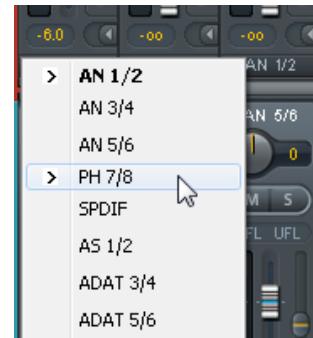 -6.0 -oo -oo
AN 1/2
> AN 1/2
AN 3/4
AN 5/6
AN 5/6
0
> PH 7/8
M S
SPDIF
FL UFL
AS 1/2
ADAT 3/4
ADAT 5/6